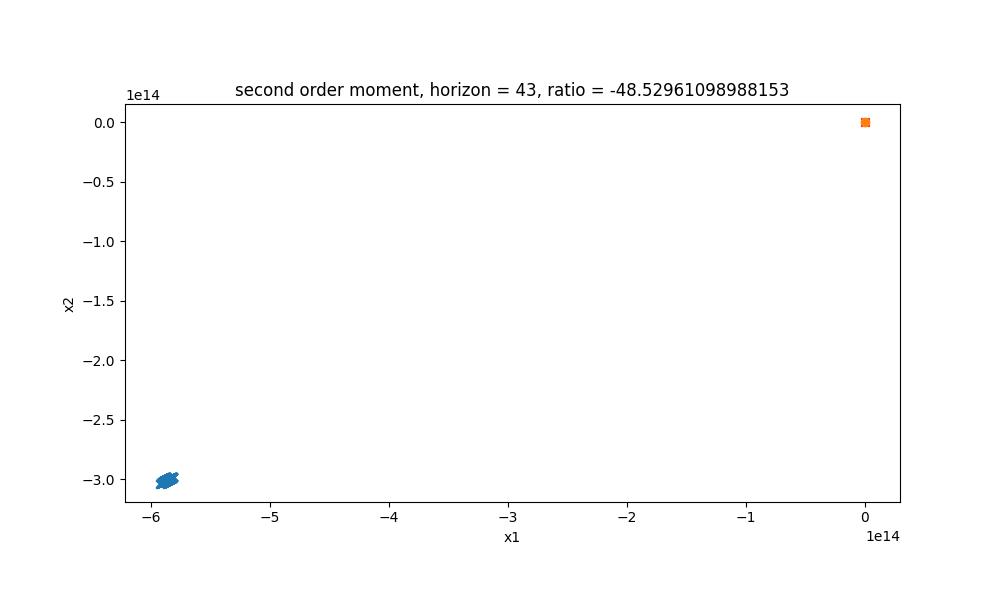 second order moment, horizon = 43, ratio = -48.52961098988153
1e14
0.0
−0.5
−1.0
−1.5
−2.0
−2.5
−3.0
x2
−6 −5 −4 −3 −2 −1 0
x1
1e14